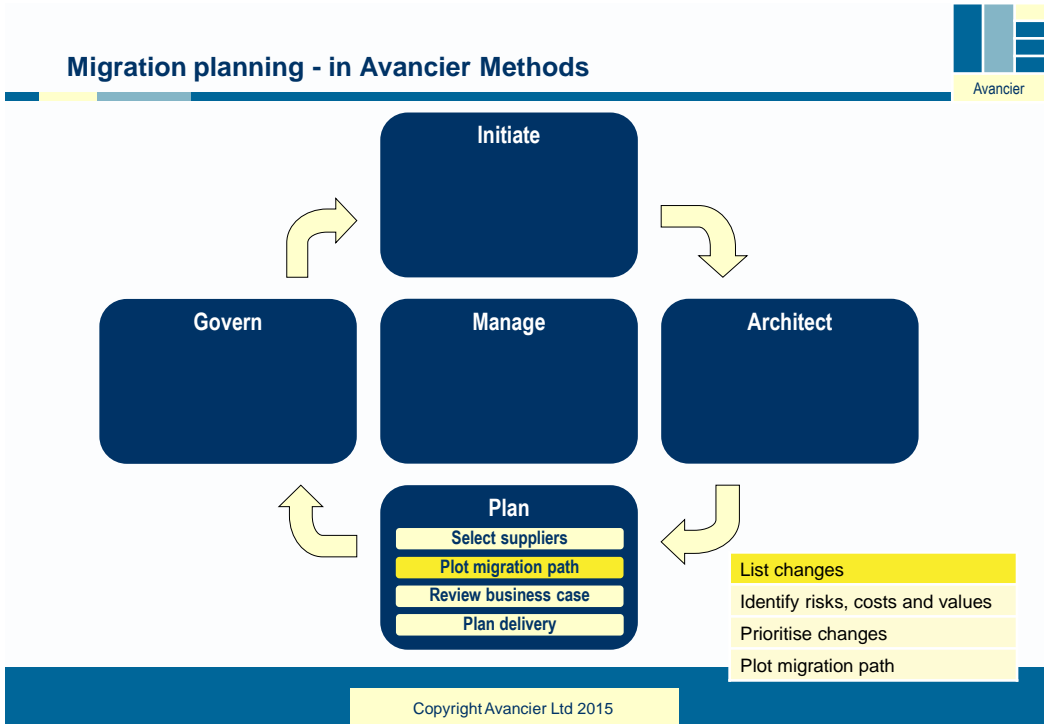 Migration planning - in Avancier Methods
Avancier
Initiate
Govern
Manage
Architect
Plan
Select suppliers
Plot migration path
Review business case
Plan delivery
List changes
Identify risks, costs and values
Prioritise changes
Plot migration path
Copyright Avancier Ltd 2015